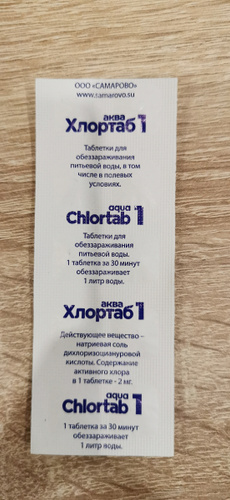 ООО «САМАРОВО»
www.samarovo.su
аква
Хлортаб 1
Таблетки для
обеззараживания
питьевой воды, в том
числе в полевых
условиях.
aqua
Chlortab 1
Таблетки для
обеззараживания
питьевой воды.
1 таблетка за 30 минут
обеззараживает
1 литр воды.
аква
Хлортаб 1
Действующее вещество –
натриевая соль
дихлоризоциануровой
кислоты. Содержание
активного хлора
в 1 таблетке - 2 мг.
aqua
Chlortab 1
1 таблетка за 30 минут
обеззараживает
1 литр воды.